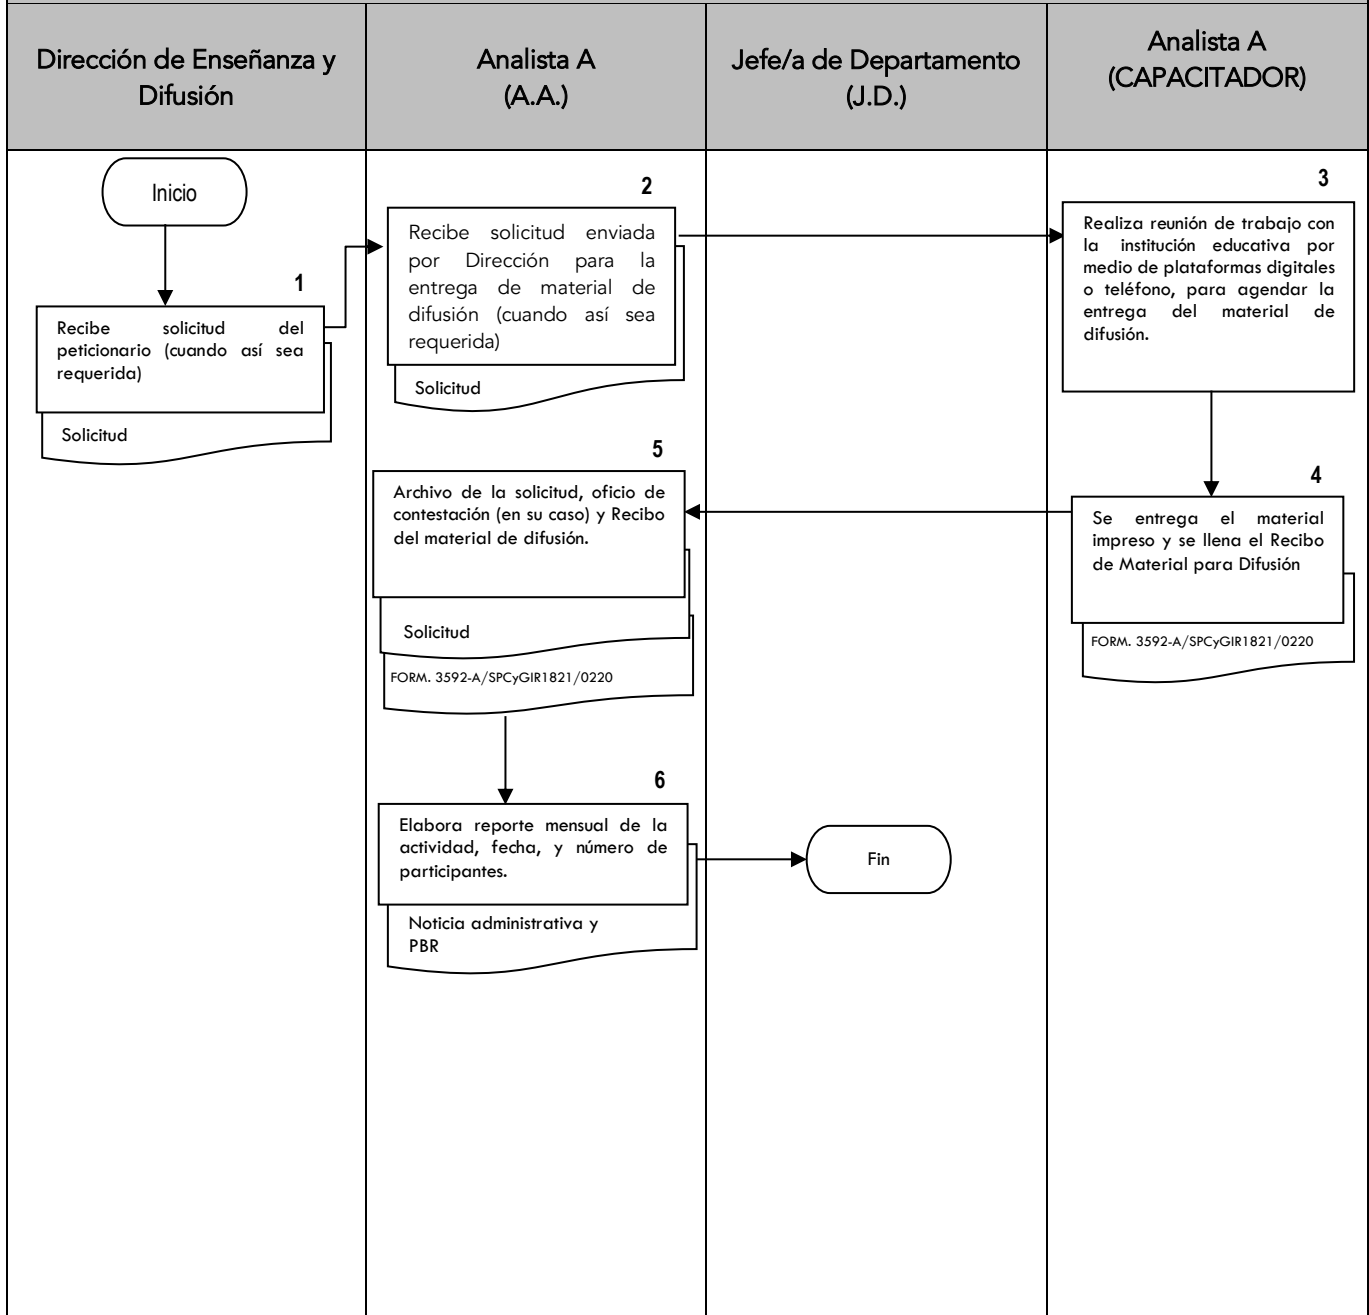 Dirección de Enseñanza y
Difusión
Analista A
(A.A.)
Jefe/a de Departamento
(J.D.)
Analista A
(CAPACITADOR)
Inicio
1
Recibe solicitud del
peticionario (cuando así sea
requerida)
Solicitud
2
Recibe solicitud enviada
por Dirección para la
entrega de material de
difusión (cuando así sea
requerida)
Solicitud
3
Realiza reunión de trabajo con
la institución educativa por
medio de plataformas digitales
o teléfono, para agendar la
entrega del material de
difusión.
4
Se entrega el material
impreso y se llena el Recibo
de Material para Difusión
FORM. 3592-A/SPCyGIR1821/0220
5
Archivo de la solicitud, oficio de
contestación (en su caso) y Recibo
del material de difusión.
Solicitud
FORM. 3592-A/SPCyGIR1821/0220
6
Elabora reporte mensual de la
actividad, fecha, y número de
participantes.
Noticia administrativa y
PBR
Fin